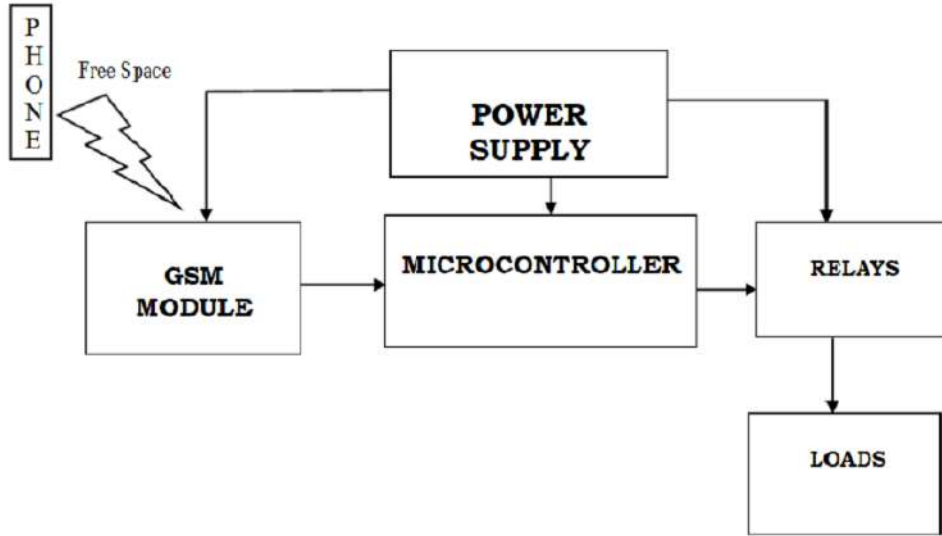 P
H
O
N
E
Free Space
POWER
SUPPLY
GSM
MODULE
MICROCONTROLLER
RELAYS
LOADS